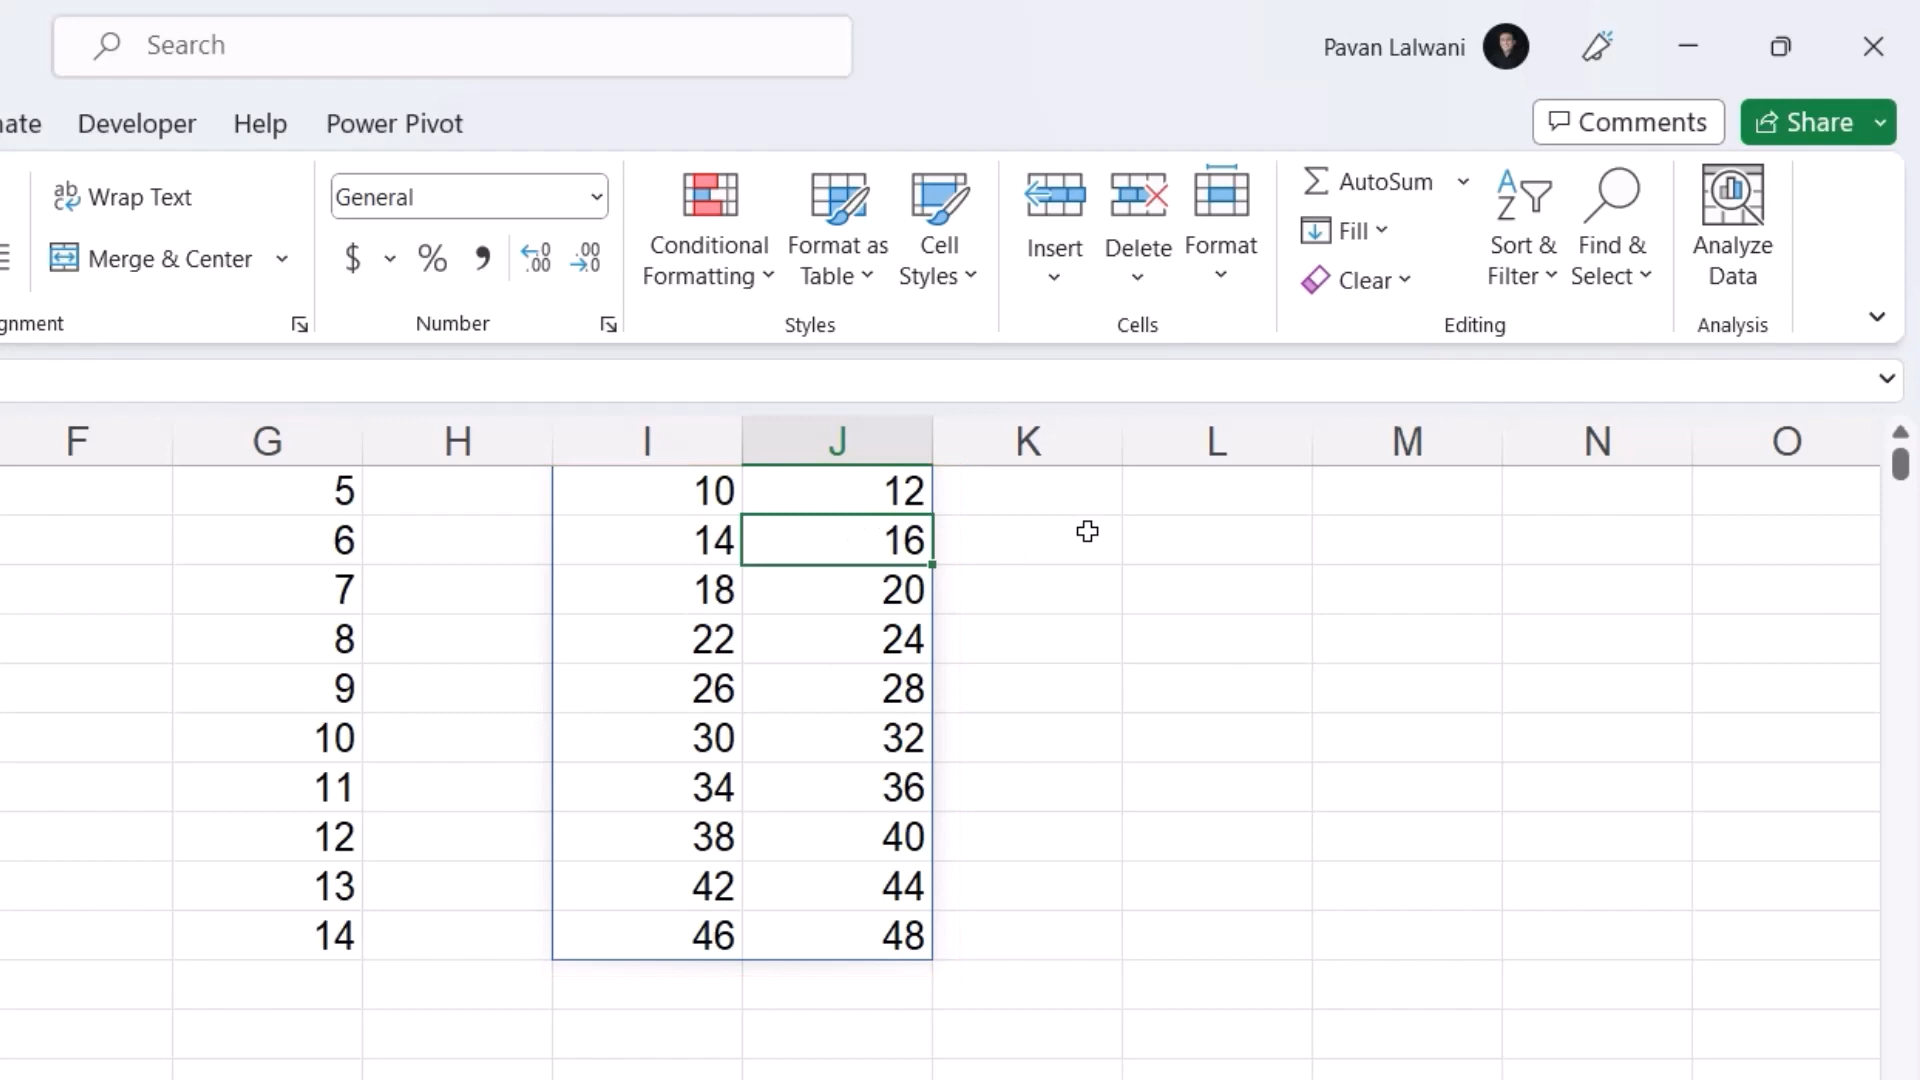 Search
Pavan Lalwani
nate Developer Help Power Pivot
Comments
Share
Wrap Text
Merge & Center
gnment
General
$ % , .00 .00
Number
Conditional Formatting
Format as Table
Cell Styles
Styles
Insert
Delete
Format
Cells
AutoSum
Fill
Clear
Sort & Filter
Find & Select
Editing
Analyze Data
Analysis
F G H I J K L M N O
5 10 12
6 14 16
7 18 20
8 22 24
9 26 28
10 30 32
11 34 36
12 38 40
13 42 44
14 46 48